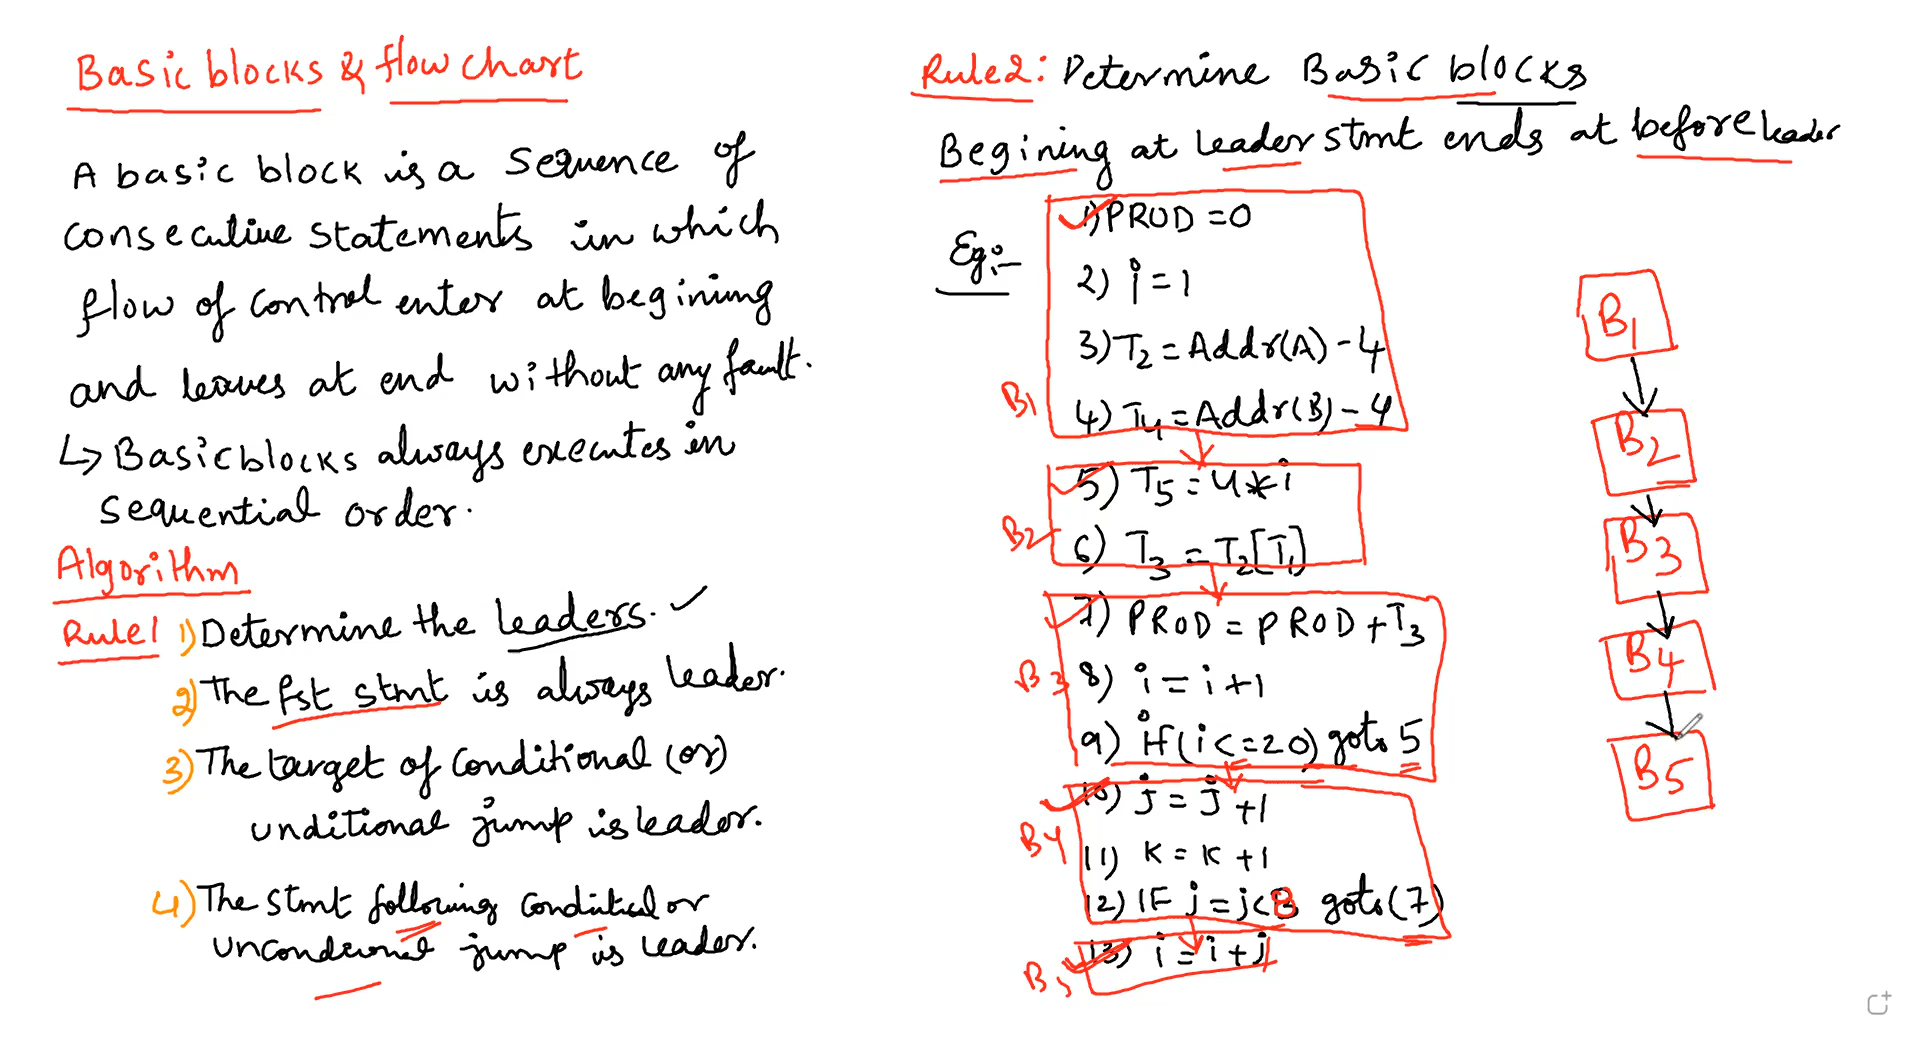 Basic blocks & flow chart
A basic block is a sequence of
consecutive statements in which
flow of control enter at begining
and leaves at end without any fault.
↳ Basic blocks always executes in
sequential order.
Algorithm
Rule1 1) Determine the leaders. ✓
2) The fst stmt is always leader.
3) The target of conditional (or)
unditional jump is leader.
4) The stmt following conditical or
uncondional jump is leader.
Rule2: Determine Basic blocks
Begining at leader stmt ends at before leader
Eg:-
1) PROD = 0
2) i = 1
3) T2 = Addr(A) - 4
4) T4 = Addr(B) - 4
B1
5) T5 = 4*i
6) T3 = T2[T1]
B2
7) PROD = PROD + T3
8) i = i + 1
9) if (i <= 20) goto 5
B3
10) j = j + 1
11) K = K + 1
12) IF j = j < 8 goto (7)
B4
13) i = i + j
B5
B1
B2
B3
B4
B5